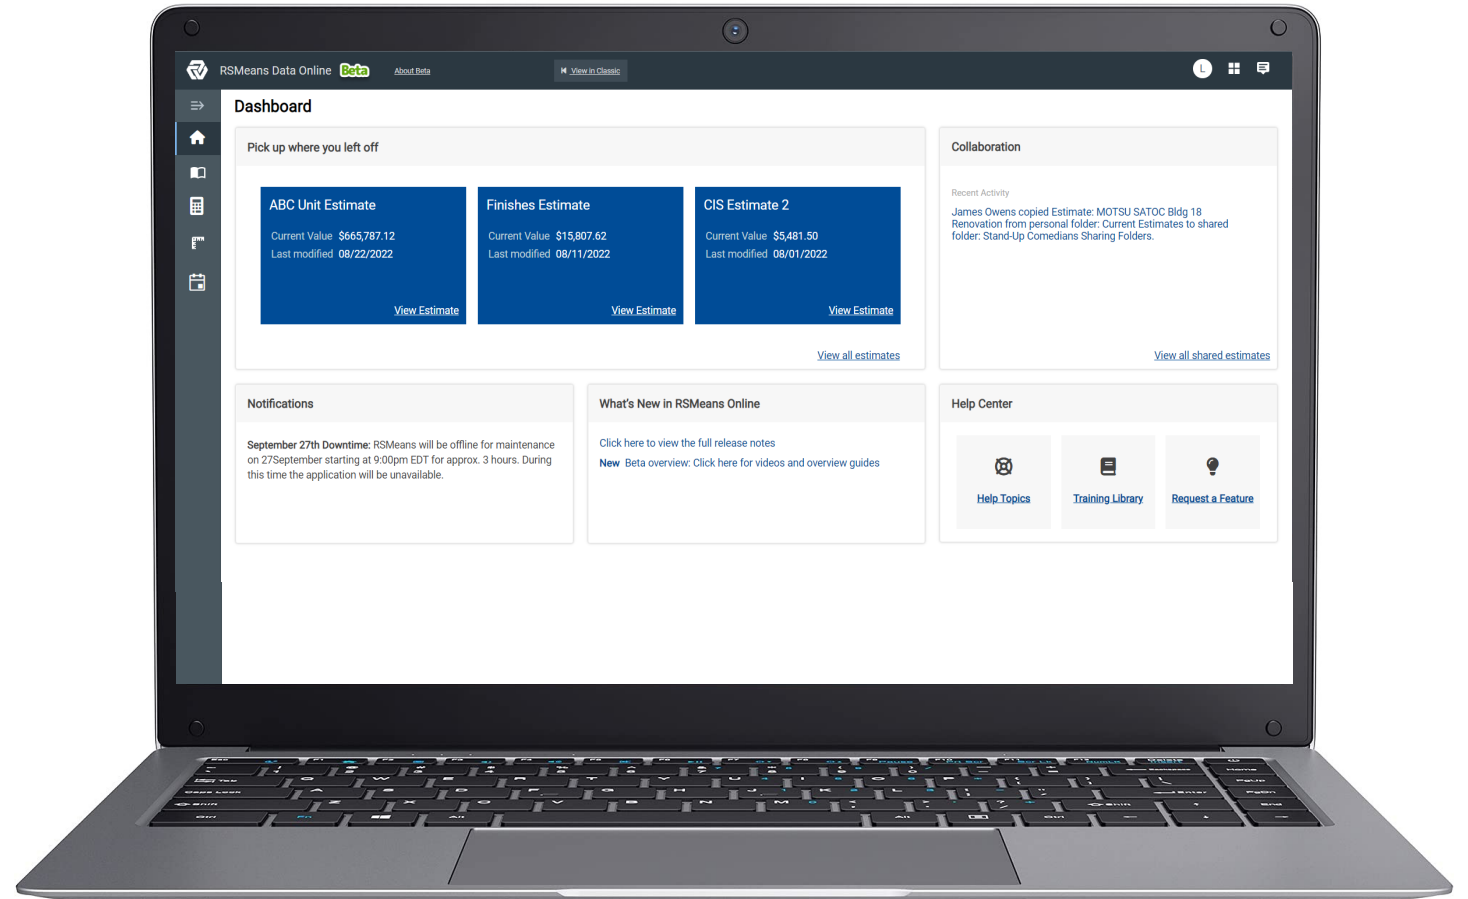 RSMeans Data Online Beta About Beta View in Classic L
Dashboard
Pick up where you left off
ABC Unit Estimate
Current Value $665,787.12
Last modified 08/22/2022
View Estimate
Finishes Estimate
Current Value $15,807.62
Last modified 08/11/2022
View Estimate
CIS Estimate 2
Current Value $5,481.50
Last modified 08/01/2022
View Estimate
View all estimates
Collaboration
Recent Activity
James Owens copied Estimate: MOTSU SATOC Bldg 18
Renovation from personal folder: Current Estimates to shared
folder: Stand-Up Comedians Sharing Folders.
View all shared estimates
Notifications
September 27th Downtime: RSMeans will be offline for maintenance
on 27September starting at 9:00pm EDT for approx. 3 hours. During
this time the application will be unavailable.
What's New in RSMeans Online
Click here to view the full release notes
New Beta overview: Click here for videos and overview guides
Help Center
Help Topics
Training Library
Request a Feature